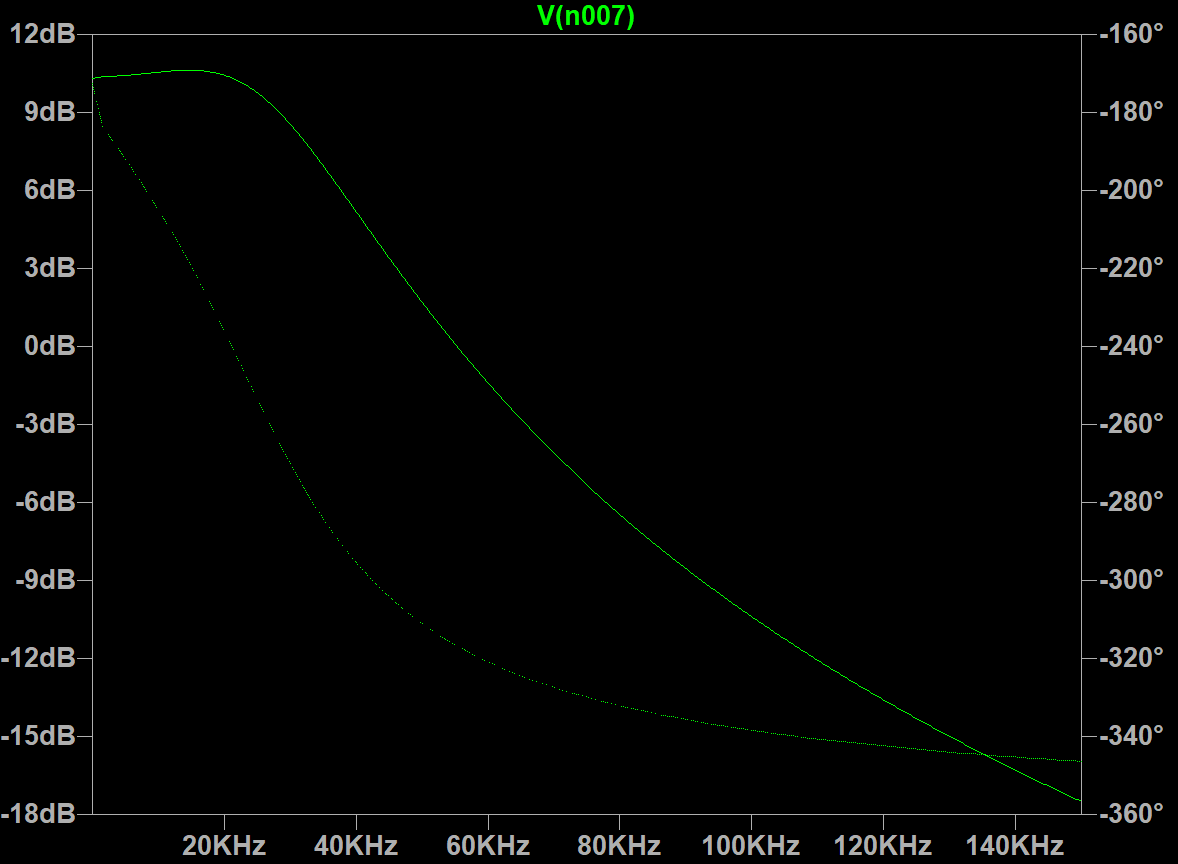 V(n007)
12dB -160°
9dB -180°
6dB -200°
3dB -220°
0dB -240°
-3dB -260°
-6dB -280°
-9dB -300°
-12dB -320°
-15dB -340°
-18dB -360°
20KHz 40KHz 60KHz 80KHz 100KHz 120KHz 140KHz